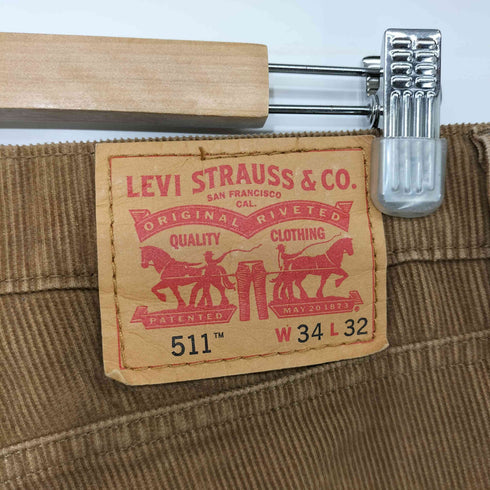 LEVI STRAUSS & CO.
SAN FRANCISCO
CAL.
ORIGINAL RIVETED
QUALITY CLOTHING
PATENTED MAY 20 1873
®
511™ W 34 L 32